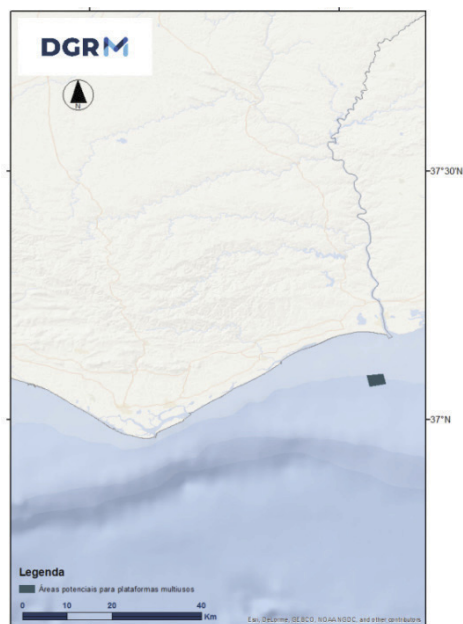 DGRM
N
37°30'N
37°N
Legenda
Áreas potenciais para plataformas multiusos
0 10 20 40
Km
Esri, DeLorme, GEBCO, NOAA NGDC, and other contributors